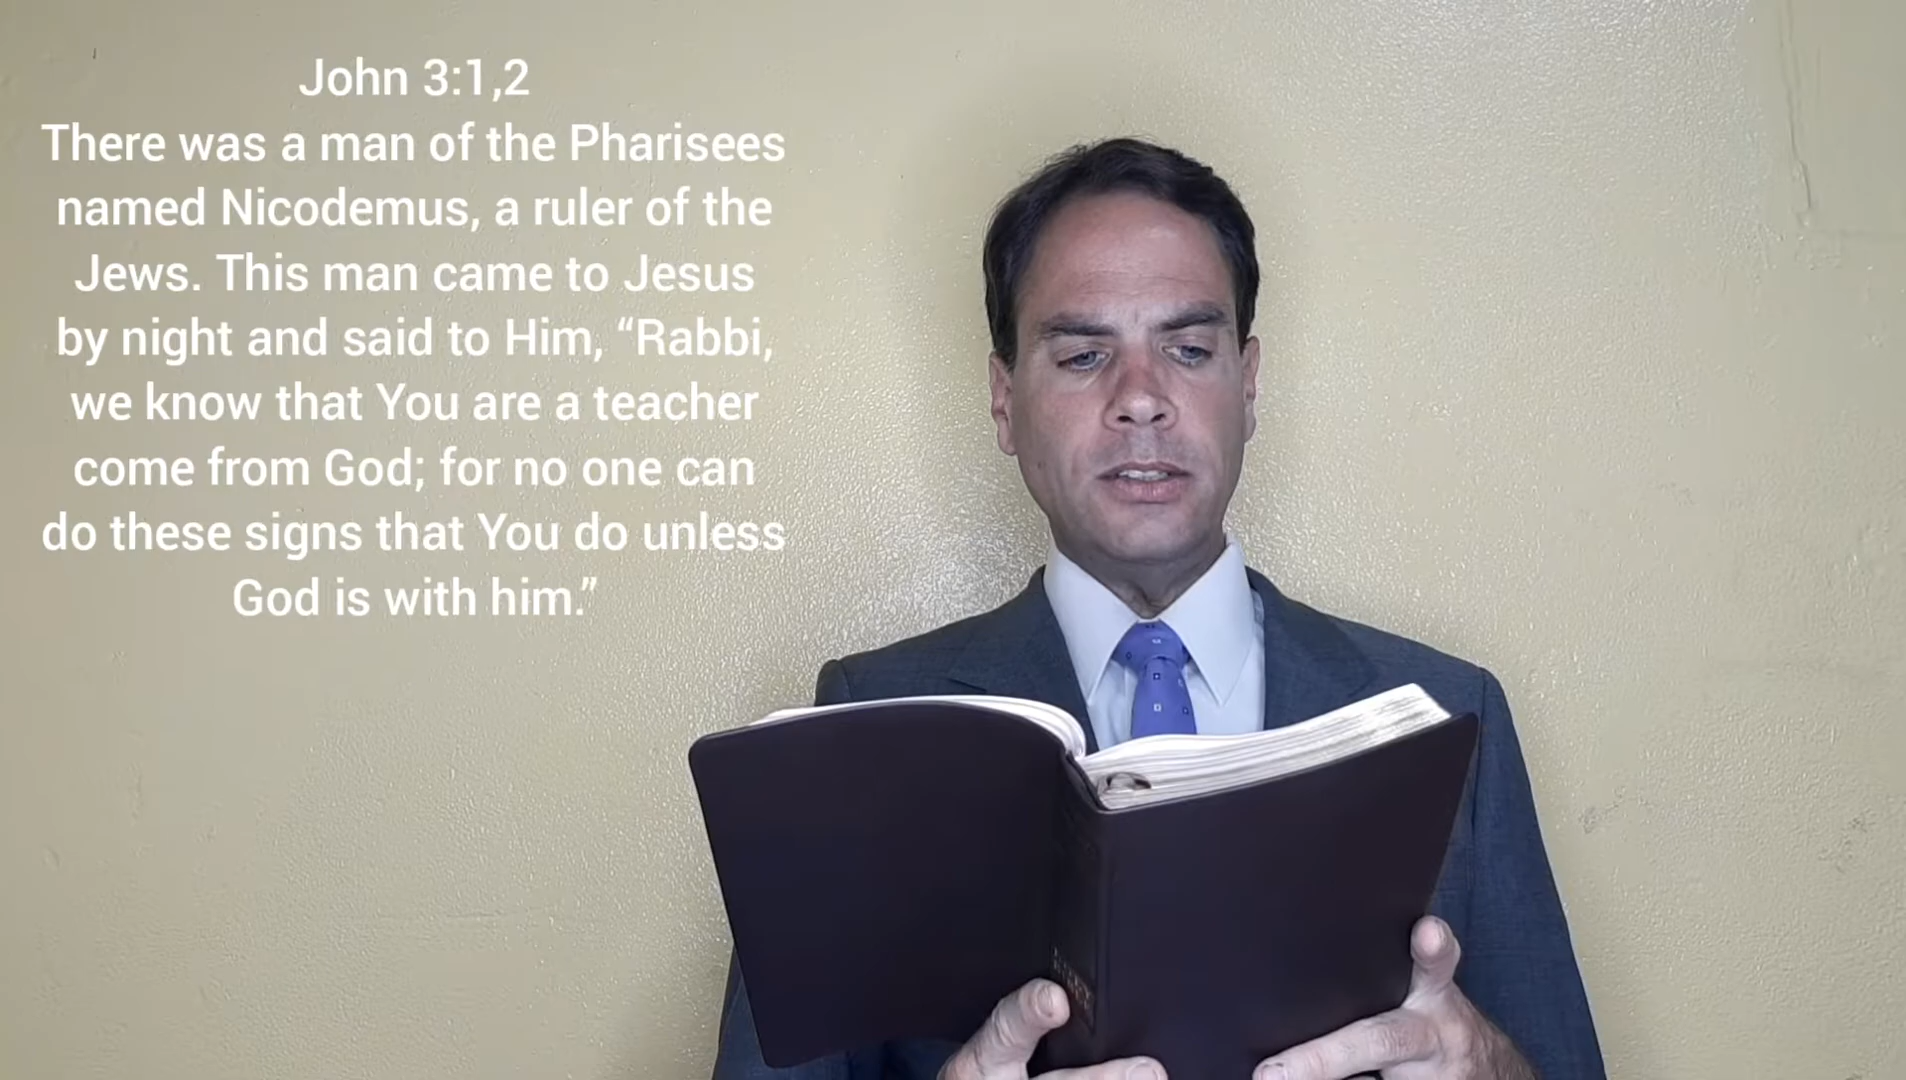 John 3:1,2
There was a man of the Pharisees
named Nicodemus, a ruler of the
Jews. This man came to Jesus
by night and said to Him, “Rabbi,
we know that You are a teacher
come from God; for no one can
do these signs that You do unless
God is with him.”